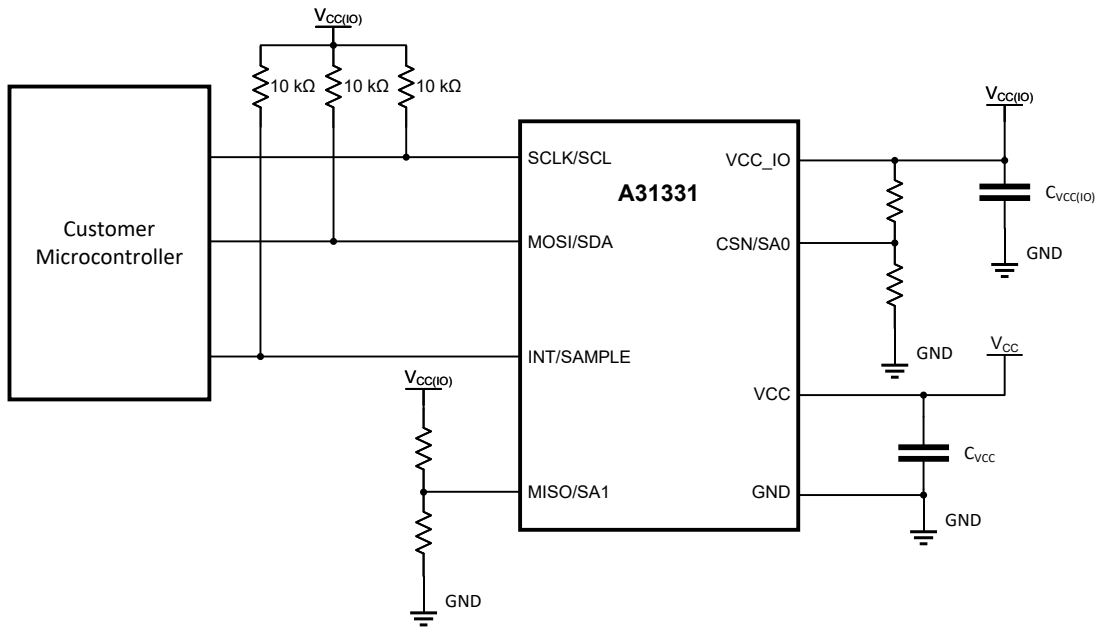 VCC(IO)
10 kΩ 10 kΩ 10 kΩ
Customer
Microcontroller
A31331
SCLK/SCL
MOSI/SDA
INT/SAMPLE
MISO/SA1
VCC_IO
CSN/SA0
VCC
GND
VCC(IO)
CVCC(IO)
GND
GND
VCC
CVCC
GND
VCC(IO)
GND